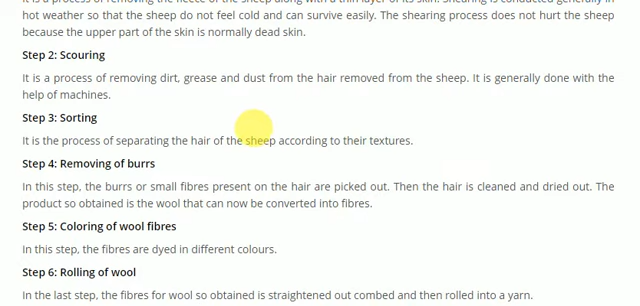 It is a process of removing the fleece of the sheep along with a thin layer of its skin. Shearing is conducted generally in
hot weather so that the sheep do not feel cold and can survive easily. The shearing process does not hurt the sheep
because the upper part of the skin is normally dead skin.
Step 2: Scouring
It is a process of removing dirt, grease and dust from the hair removed from the sheep. It is generally done with the
help of machines.
Step 3: Sorting
It is the process of separating the hair of the sheep according to their textures.
Step 4: Removing of burrs
In this step, the burrs or small fibres present on the hair are picked out. Then the hair is cleaned and dried out. The
product so obtained is the wool that can now be converted into fibres.
Step 5: Coloring of wool fibres
In this step, the fibres are dyed in different colours.
Step 6: Rolling of wool
In the last step, the fibres for wool so obtained is straightened out combed and then rolled into a yarn.